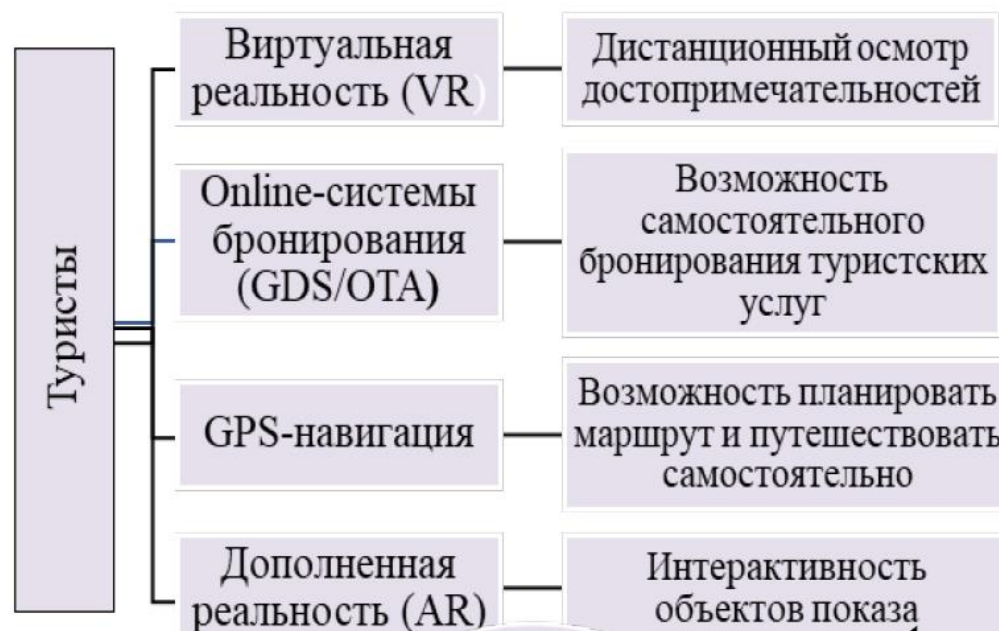 Туристы
Виртуальная
реальность (VR)
Дистанционный осмотр
достопримечательностей
Online-системы
бронирования
(GDS/OTA)
Возможность
самостоятельного
бронирования туристских
услуг
GPS-навигация
Возможность планировать
маршрут и путешествовать
самостоятельно
Дополненная
реальность (AR)
Интерактивность
объектов показа